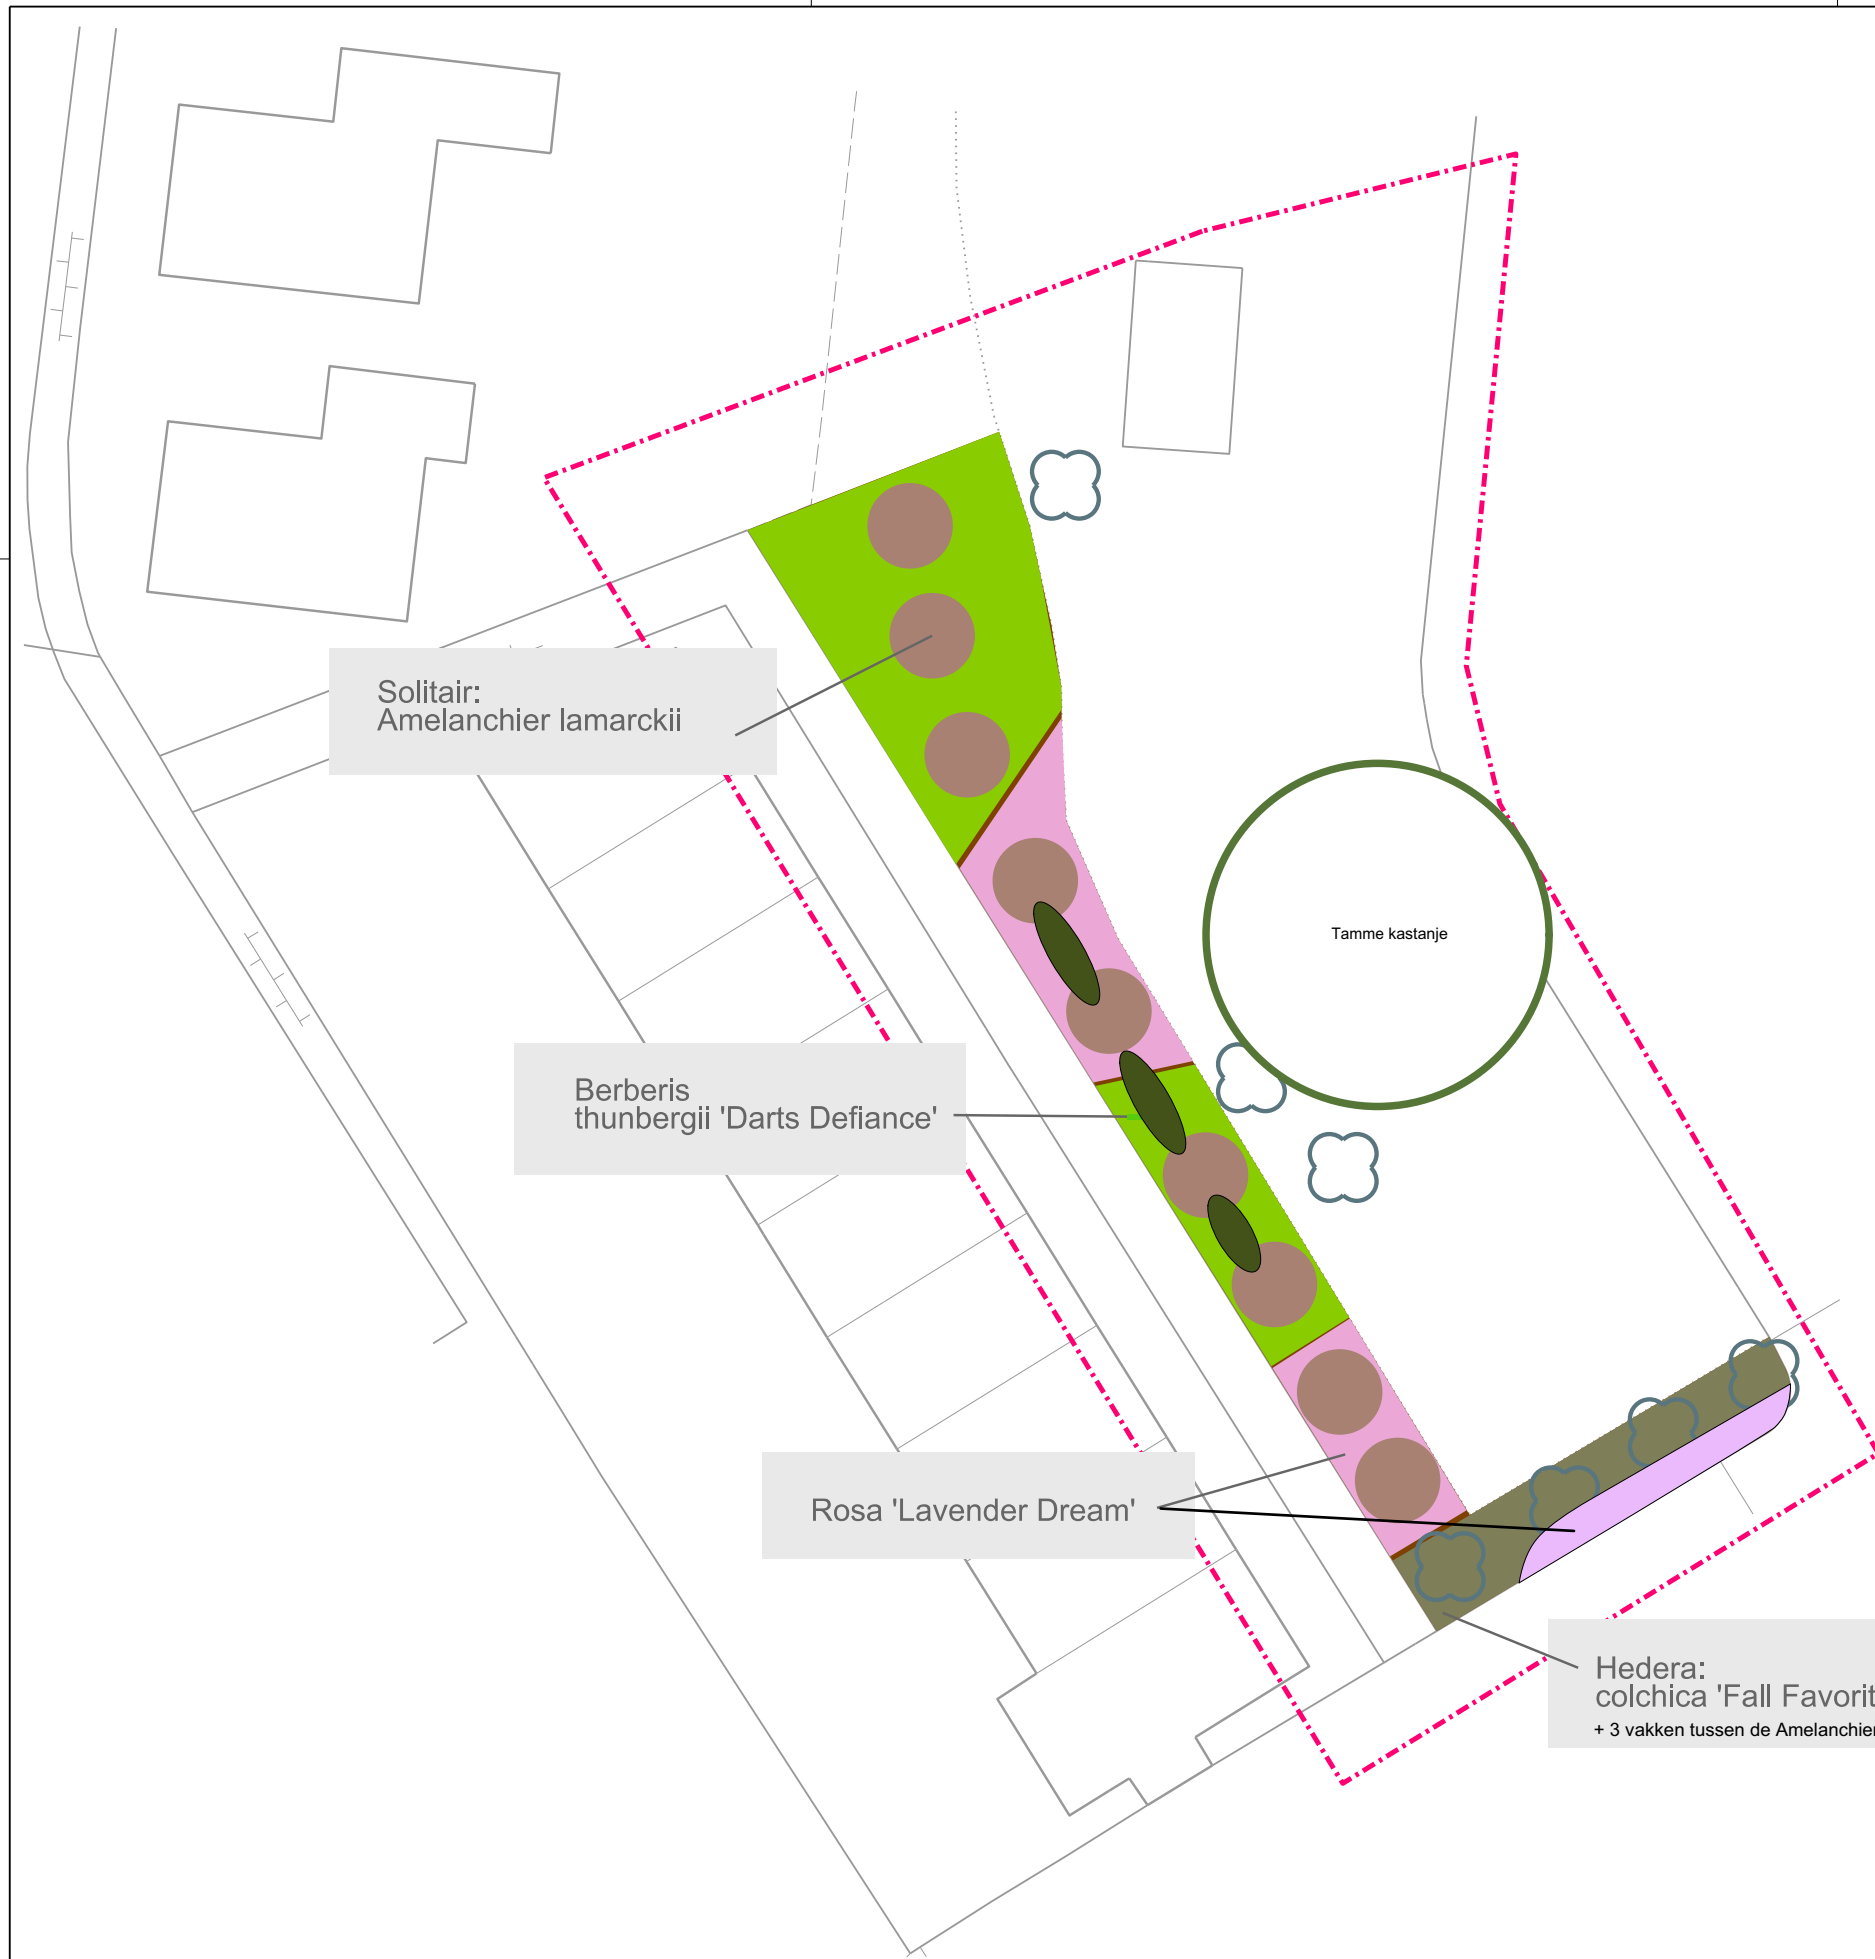 Solitair:
Amelanchier lamarckii
Tamme kastanje
Berberis
thunbergii 'Darts Defiance'
Rosa 'Lavender Dream'
Hedera:
colchica 'Fall Favorit
+ 3 vakken tussen de Amelanchier